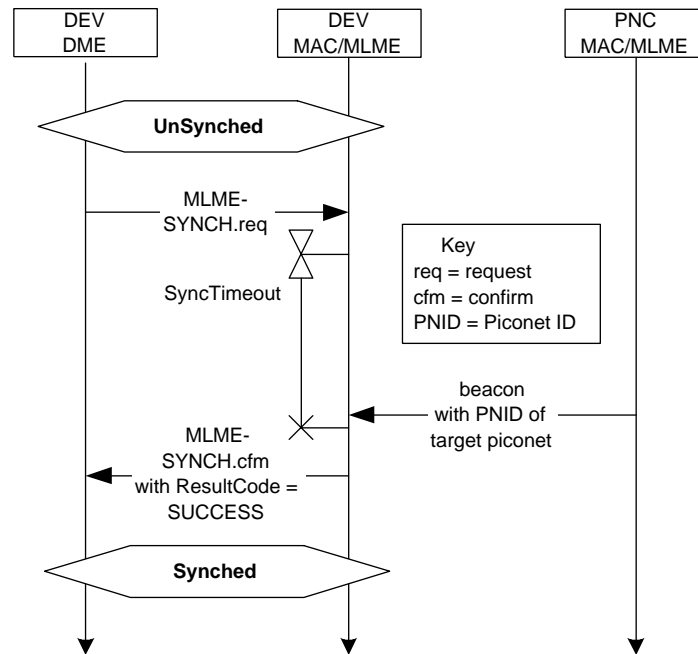 DEV
DME
DEV
MAC/MLME
PNC
MAC/MLME
UnSynched
MLME-
SYNCH.req
Key
req = request
cfm = confirm
PNID = Piconet ID
SyncTimeout
beacon
with PNID of
target piconet
MLME-
SYNCH.cfm
with ResultCode =
SUCCESS
Synched